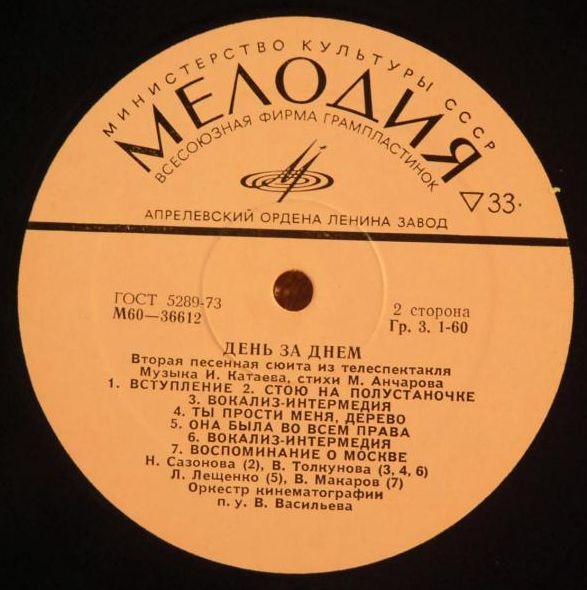 МИНИСТЕРСТВО КУЛЬТУРЫ СССР
МЕЛОДИЯ
ВСЕСОЮЗНАЯ ФИРМА ГРАМПЛАСТИНОК
▽33·
АПРЕЛЕВСКИЙ ОРДЕНА ЛЕНИНА ЗАВОД
ГОСТ 5289-73
М60—36612
2 сторона
Гр. 3. 1-60
ДЕНЬ ЗА ДНЕМ
Вторая песенная сюита из телеспектакля
Музыка И. Катаева, стихи М. Анчарова
1. ВСТУПЛЕНИЕ 2. СТОЮ НА ПОЛУСТАНОЧКЕ
3. ВОКАЛИЗ-ИНТЕРМЕДИЯ
4. ТЫ ПРОСТИ МЕНЯ, ДЕРЕВО
5. ОНА БЫЛА ВО ВСЕМ ПРАВА
6. ВОКАЛИЗ-ИНТЕРМЕДИЯ
7. ВОСПОМИНАНИЕ О МОСКВЕ
Н. Сазонова (2), В. Толкунова (3, 4, 6)
Л. Лещенко (5), В. Макаров (7)
Оркестр кинематографии
п. у. В. Васильева